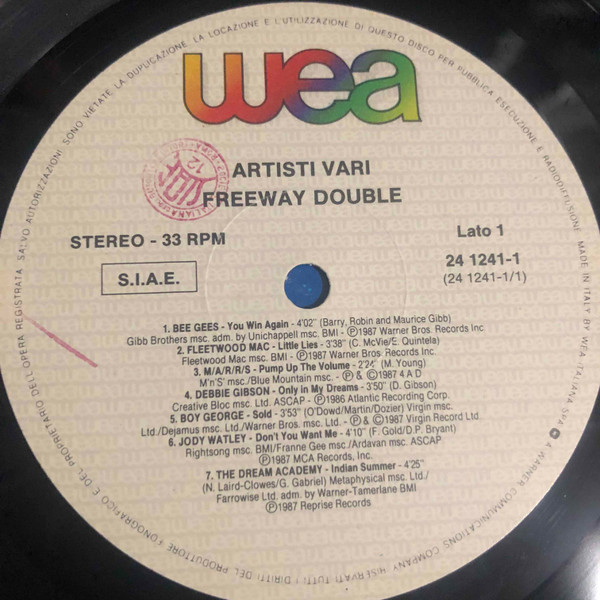 wea
ARTISTI VARI
FREEWAY DOUBLE
STEREO - 33 RPM
Lato 1
S.I.A.E.
24 1241-1
(24 1241-1/1)
1. BEE GEES - You Win Again - 4'02" (Barry, Robin and Maurice Gibb)
Gibb Brothers msc. adm. by Unichappell msc. BMI - ℗1987 Warner Bros. Records Inc
2. FLEETWOOD MAC - Little Lies - 3'38" (C. McVie/E. Quintela)
Fleetwood Mac msc. BMI - ℗1987 Warner Bros. Records Inc.
3. M/A/R/R/S - Pump Up The Volume - 2'24" (M. Young)
M'n'S' msc./Blue Mountain msc. - ℗ & ©1987 4 A D
4. DEBBIE GIBSON - Only In My Dreams - 3'50" (D. Gibson)
Creative Bloc msc. Ltd. ASCAP - ℗1986 Atlantic Recording Corp.
5. BOY GEORGE - Sold - 3'53" (O'Dowd/Martin/Dozier) Virgin msc.
Ltd./Dejamus msc. Ltd./Warner Bros. msc. Ltd. - ℗ & ©1987 Virgin Record Ltd
6. JODY WATLEY - Don't You Want Me - 4'10" (F. Gold/D.P. Bryant)
Rightsong msc. BMI/Franne Gee msc./Ardavan msc. ASCAP
℗1987 MCA Records, Inc.
7. THE DREAM ACADEMY - Indian Summer - 4'25"
(N. Laird-Clowes/G. Gabriel) Metaphysical msc. Ltd./
Farrowise Ltd. adm. by Warner-Tamerlane BMI
℗1987 Reprise Records
MADE IN ITALY BY WEA ITALIANA SPA
A WARNER COMMUNICATIONS COMPANY RISERVATI TUTTI I DIRITTI DEL PRODUTTORE FONOGRAFICO E DEL PROPRIETARIO DELL'OPERA REGISTRATA. SALVO AUTORIZZAZIONI SONO VIETATE LA DUPLICAZIONE, LA LOCAZIONE E L'UTILIZZAZIONE DI QUESTO DISCO PER PUBBLICA ESECUZIONE E RADIODIFFUSIONE